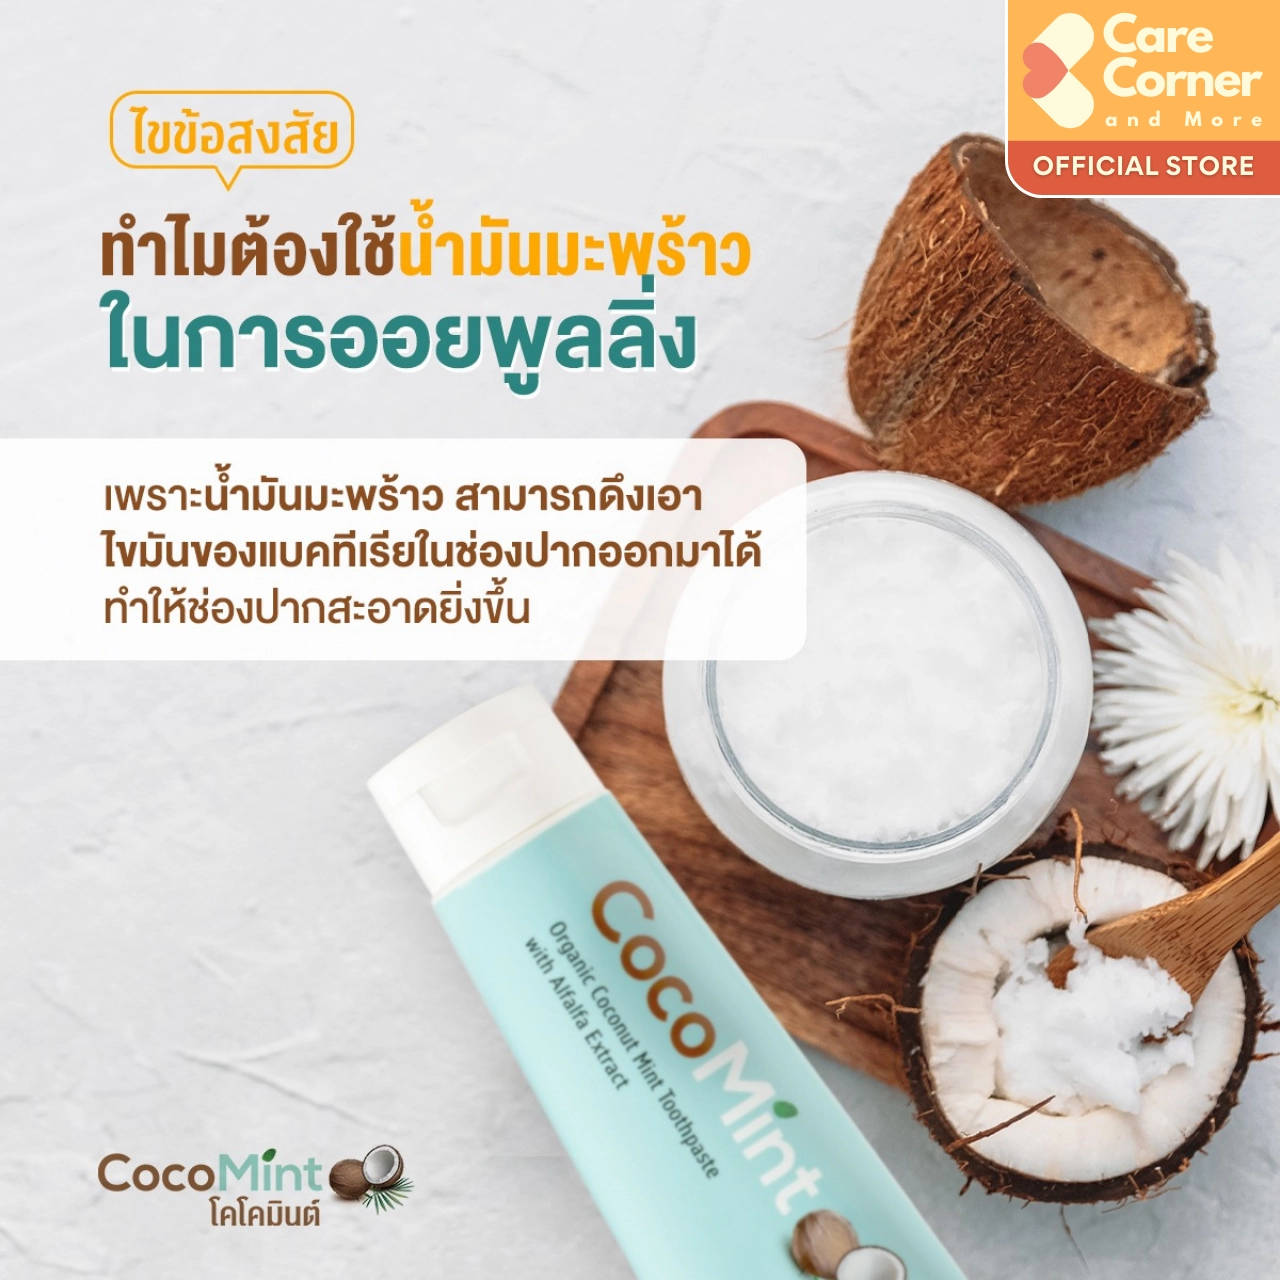 Care
Corner
and More
OFFICIAL STORE
ไขข้อสงสัย
ทำไมต้องใช้น้ำมันมะพร้าว
ในการออยพูลลิ่ง
เพราะน้ำมันมะพร้าว สามารถดึงเอา
ไขมันของแบคทีเรียในช่องปากออกมาได้
ทำให้ช่องปากสะอาดยิ่งขึ้น
CocoMint
Organic Coconut Mint Toothpaste
with Alfalfa Extract
CocoMint
โคโคมินต์